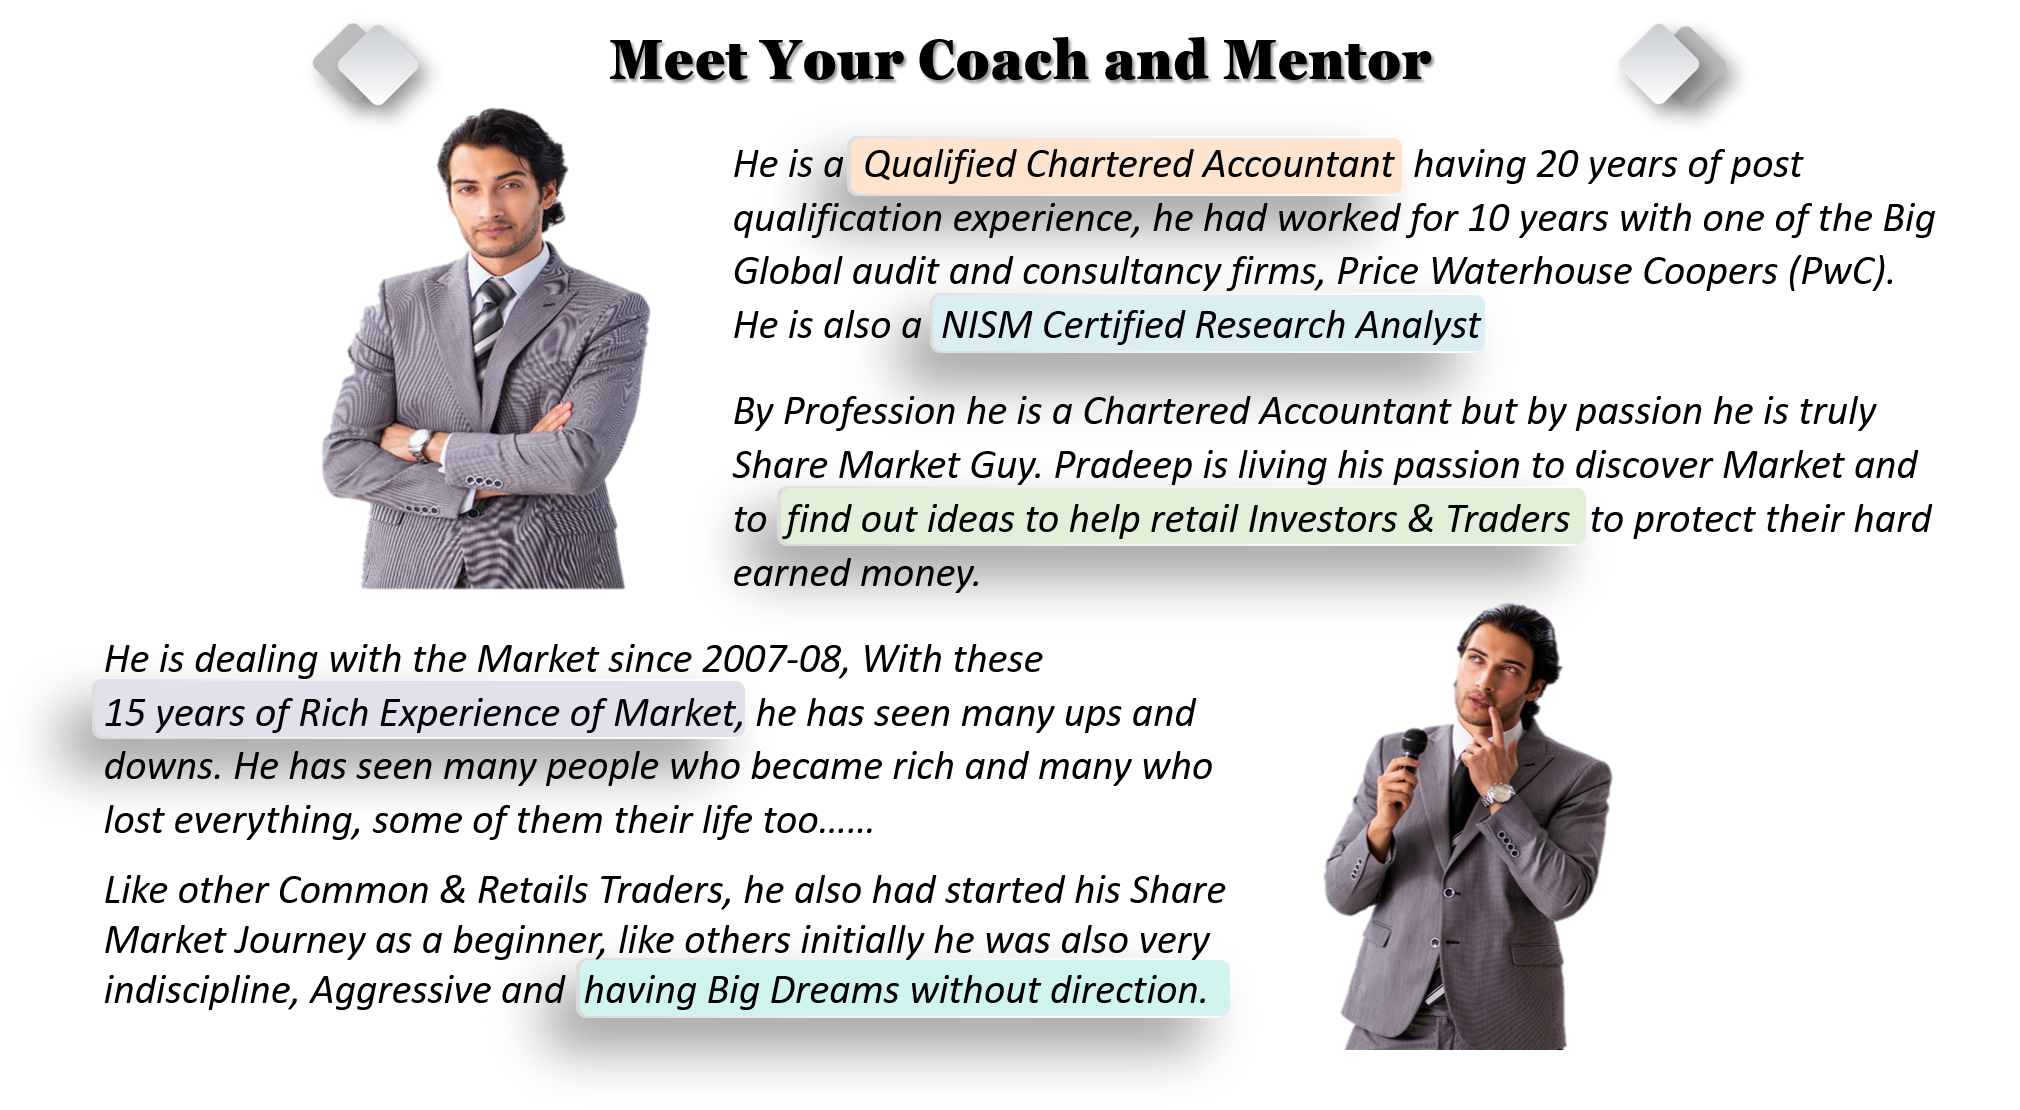 Meet Your Coach and Mentor
He is a Qualified Chartered Accountant having 20 years of post
qualification experience, he had worked for 10 years with one of the Big
Global audit and consultancy firms, Price Waterhouse Coopers (PwC).
He is also a NISM Certified Research Analyst
By Profession he is a Chartered Accountant but by passion he is truly
Share Market Guy. Pradeep is living his passion to discover Market and
to find out ideas to help retail Investors & Traders to protect their hard
earned money.
He is dealing with the Market since 2007-08, With these
15 years of Rich Experience of Market, he has seen many ups and
downs. He has seen many people who became rich and many who
lost everything, some of them their life too……
Like other Common & Retails Traders, he also had started his Share
Market Journey as a beginner, like others initially he was also very
indiscipline, Aggressive and having Big Dreams without direction.